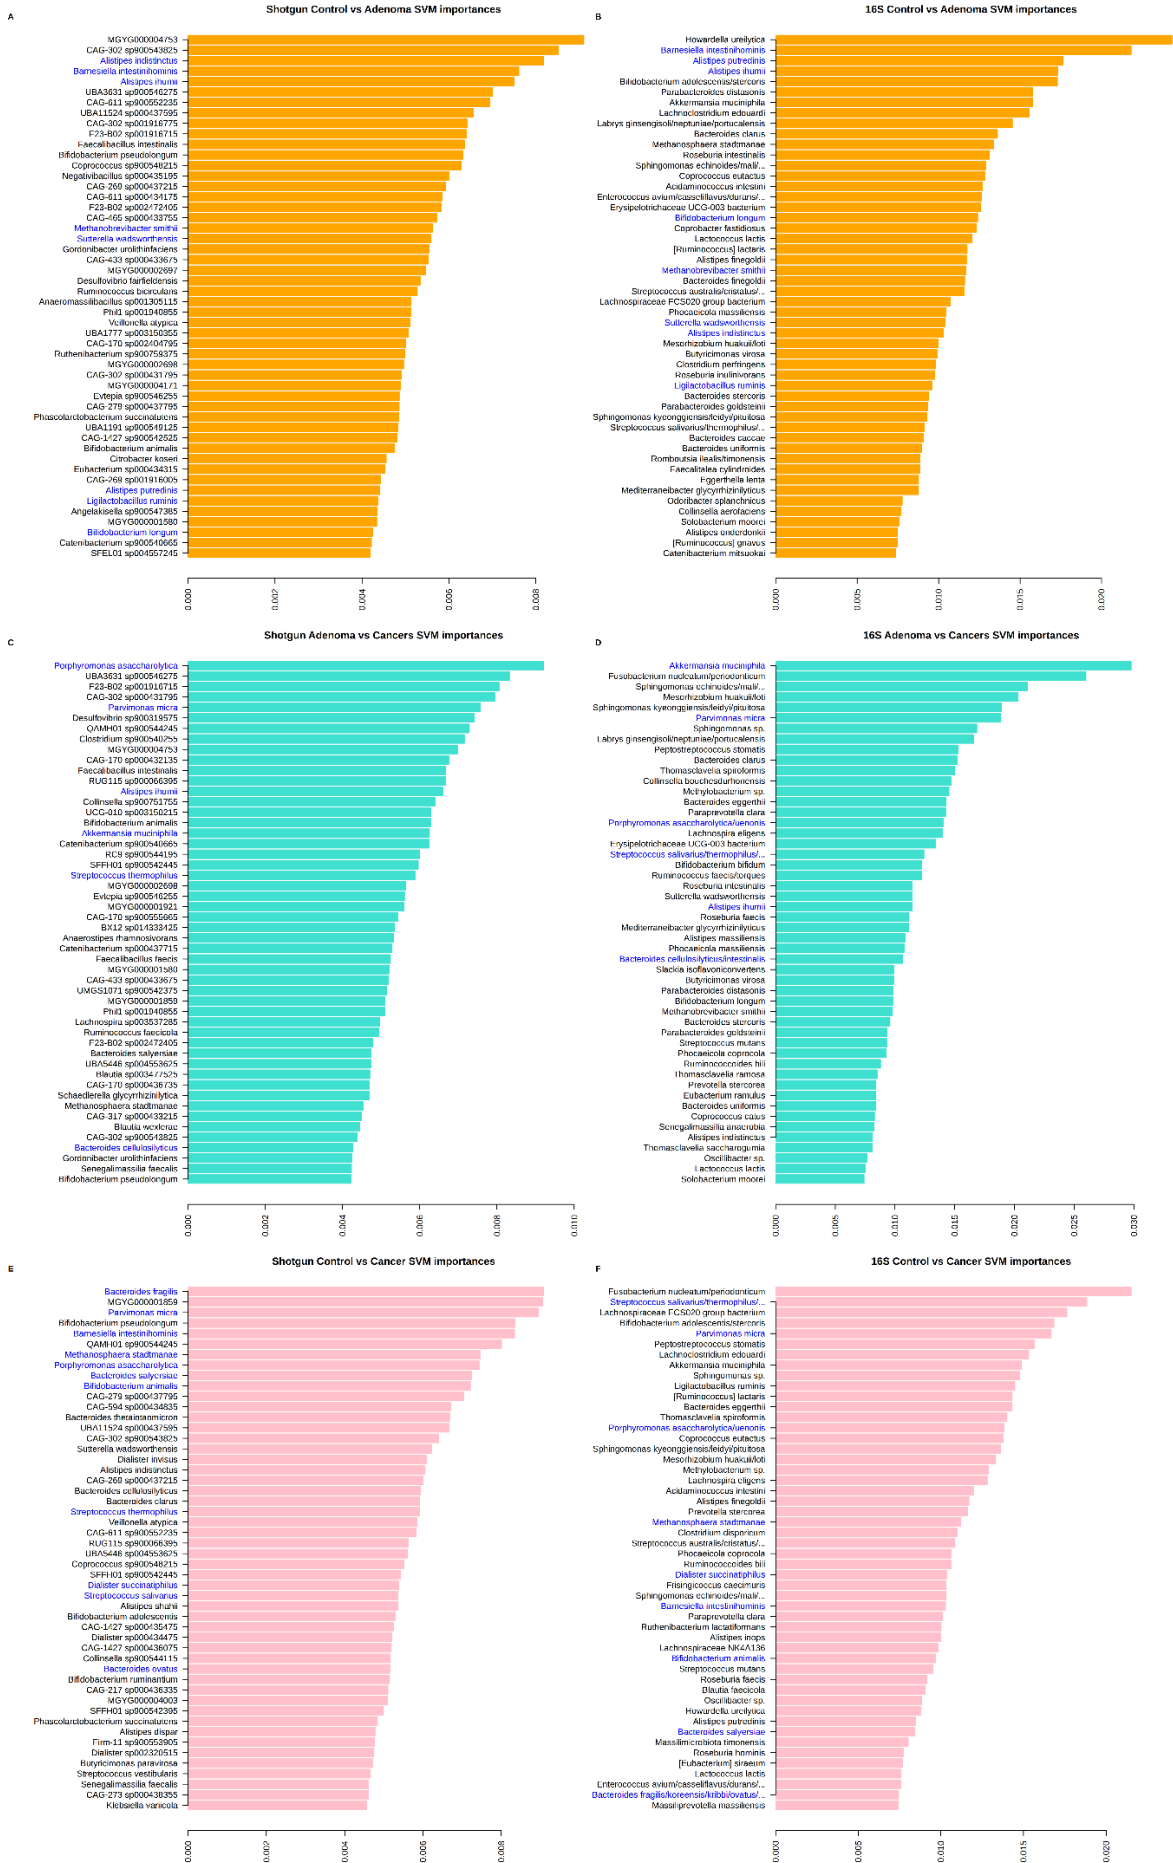 A
Shotgun Control vs Adenoma SVM importances
MGYG000004753
CAG-302 sp900543825
Alistipes indistinctus
Barnesiella intestinihominis
Alistipes ihumii
UBA3631 sp000546275
CAG-611 sp900552235
UBA11524 sp000437595
CAG-302 sp001916775
F23-B02 sp001916715
Faecalibacillus intestinalis
Bifidobacterium pseudolongum
Coprococcus sp900548215
Negativibacillus sp000435195
CAG-269 sp000437215
CAG-611 sp000434175
F23-B02 sp002472405
CAG-465 sp000433755
Methanobrevibacter smithii
Sutterella wadsworthensis
Gordonibacter urolithinfaciens
CAG-433 sp000433675
MGYG000002697
Desulfovibrio fairfieldensis
Ruminococcus bicirculans
Anaeromassilibacillus sp001305115
Phil1 sp001940855
Veillonella atypica
UBA1777 sp003150355
CAG-170 sp002404795
Ruthenibacterium sp900759375
MGYG000002698
CAG-302 sp000431795
MGYG000004171
Evtepia sp900546255
CAG-279 sp000437795
Phascolarctobacterium succinatutens
UBA1191 sp900549125
CAG-1427 sp900542525
Bifidobacterium animalis
Citrobacter koseri
Eubacterium sp000434315
CAG-269 sp001916005
Alistipes putredinis
Ligilactobacillus ruminis
Angelakisella sp900547385
MGYG000001580
Bifidobacterium longum
Catenibacterium sp900540665
SFEL01 sp004557245
0.000
0.002
0.004
0.006
0.008
B
16S Control vs Adenoma SVM importances
Howardella ureilytica
Barnesiella intestinihominis
Alistipes putredinis
Alistipes ihumii
Bifidobacterium adolescentis/stercoris
Parabacteroides distasonis
Akkermansia muciniphila
Lachnoclostridium edouardi
Labrys ginsengisoli/neptuniae/portucalensis
Bacteroides clarus
Methanosphaera stadtmanae
Roseburia intestinalis
Sphingomonas echinoides/mali/...
Coprococcus eutactus
Acidaminococcus intestini
Enterococcus avium/casseliflavus/durans/...
Erysipelotrichaceae UCG-003 bacterium
Bifidobacterium longum
Coprobacter fastidiosus
Lactococcus lactis
[Ruminococcus] lactaris
Alistipes finegoldii
Methanobrevibacter smithii
Bacteroides finegoldii
Streptococcus australis/cristatus/...
Lachnospiraceae FCS020 group bacterium
Phocaeicola massiliensis
Sutterella wadsworthensis
Alistipes indistinctus
Mesorhizobium huakuii/loti
Butyricimonas virosa
Clostridium perfringens
Roseburia inulinivorans
Ligilactobacillus ruminis
Bacteroides stercoris
Parabacteroides goldsteinii
Sphingomonas kyeonggiensis/leidyi/pituitosa
Streptococcus salivarius/thermophilus/...
Bacteroides caccae
Bacteroides uniformis
Romboutsia ilealis/timonensis
Faecalitalea cylindroides
Eggerthella lenta
Mediterraneibacter glycyrrhizinilyticus
Odoribacter splanchnicus
Collinsella aerofaciens
Solobacterium moorei
Alistipes onderdonkii
[Ruminococcus] gnavus
Catenibacterium mitsuokai
0.000
0.005
0.010
0.015
0.020
C
Shotgun Adenoma vs Cancers SVM importances
Porphyromonas asaccharolytica
UBA3631 sp000546275
F23-B02 sp001916715
CAG-302 sp000431795
Parvimonas micra
Desulfovibrio sp900319575
QAMH01 sp900544245
Clostridium sp900540255
MGYG000004753
CAG-170 sp000432135
Faecalibacillus intestinalis
RUG115 sp900066395
Alistipes ihumii
Collinsella sp900751755
UCG-010 sp003150215
Bifidobacterium animalis
Akkermansia muciniphila
Catenibacterium sp900540665
RC9 sp900544195
SFFH01 sp900542445
Streptococcus thermophilus
MGYG000002698
Evtepia sp900546255
MGYG000001921
CAG-170 sp900555665
BX12 sp014333425
Anaerostipes rhamnosivorans
Catenibacterium sp000437715
Faecalibacillus faecis
MGYG000001580
CAG-433 sp000433675
UMGS1071 sp900542375
MGYG000001859
Phil1 sp001940855
Lachnospira sp003537285
Ruminococcus faecicola
F23-B02 sp002472405
Bacteroides salyersiae
UBA5446 sp004553625
Blautia sp003477525
CAG-170 sp000436735
Schaedlerella glycyrrhizinilytica
Methanosphaera stadtmanae
CAG-317 sp000433215
Blautia wexlerae
CAG-302 sp900543825
Bacteroides cellulosilyticus
Gordonibacter urolithinfaciens
Senegalimassilia faecalis
Bifidobacterium pseudolongum
0.000
0.002
0.004
0.006
0.008
0.010
D
16S Adenoma vs Cancers SVM importances
Akkermansia muciniphila
Fusobacterium nucleatum/periodonticum
Sphingomonas echinoides/mali/...
Mesorhizobium huakuii/loti
Sphingomonas kyeonggiensis/leidyi/pituitosa
Parvimonas micra
Sphingomonas sp.
Labrys ginsengisoli/neptuniae/portucalensis
Peptostreptococcus stomatis
Bacteroides clarus
Thomasclavelia spiroformis
Collinsella bouchesdurhonensis
Methylobacterium sp.
Bacteroides eggerthii
Paraprevotella clara
Porphyromonas asaccharolytica/uenonis
Lachnospira eligens
Erysipelotrichaceae UCG-003 bacterium
Streptococcus salivarius/thermophilus/...
Bifidobacterium bifidum
Ruminococcus faecis/torques
Roseburia intestinalis
Sutterella wadsworthensis
Alistipes ihumii
Roseburia faecis
Mediterraneibacter glycyrrhizinilyticus
Alistipes massiliensis
Phocaeicola massiliensis
Bacteroides cellulosilyticus/intestinalis
Slackia isoflavoniconvertens
Butyricimonas virosa
Parabacteroides distasonis
Bifidobacterium longum
Methanobrevibacter smithii
Bacteroides stercoris
Parabacteroides goldsteinii
Streptococcus mutans
Phocaeicola coprocola
Ruminococcoides bili
Thomasclavelia ramosa
Prevotella stercorea
Eubacterium ramulus
Bacteroides uniformis
Coprococcus catus
Senegalimassilia anaerobia
Alistipes indistinctus
Thomasclavelia saccharogumia
Oscillibacter sp.
Lactococcus lactis
Solobacterium moorei
0.000
0.005
0.010
0.015
0.020
0.025
0.030
E
Shotgun Control vs Cancer SVM importances
Bacteroides fragilis
MGYG000001859
Parvimonas micra
Bifidobacterium pseudolongum
Barnesiella intestinihominis
QAMH01 sp900544245
Methanosphaera stadtmanae
Porphyromonas asaccharolytica
Bacteroides salyersiae
Bifidobacterium animalis
CAG-279 sp000437795
CAG-594 sp000434835
Bacteroides thetaiotaomicron
UBA11524 sp000437595
CAG-302 sp900543825
Sutterella wadsworthensis
Dialister invisus
Alistipes indistinctus
CAG-269 sp000437215
Bacteroides cellulosilyticus
Bacteroides clarus
Streptococcus thermophilus
Veillonella atypica
CAG-611 sp900552235
RUG115 sp900066395
UBA5446 sp004553625
Coprococcus sp900548215
SFFH01 sp900542445
Dialister succinatiphilus
Streptococcus salivarius
Alistipes shahii
Bifidobacterium adolescentis
CAG-1427 sp000435475
Dialister sp000434475
CAG-1427 sp000436075
Collinsella sp900544115
Bacteroides ovatus
Bifidobacterium ruminantium
CAG-217 sp000436335
MGYG000004003
SFFH01 sp900542395
Phascolarctobacterium succinatutens
Alistipes dispar
Firm-11 sp900553905
Dialister sp002320515
Butyricimonas paravirosa
Streptococcus vestibularis
Senegalimassilia faecalis
CAG-273 sp000438355
Klebsiella variicola
0.000
0.002
0.004
0.006
0.008
F
16S Control vs Cancer SVM importances
Fusobacterium nucleatum/periodonticum
Streptococcus salivarius/thermophilus/...
Lachnospiraceae FCS020 group bacterium
Bifidobacterium adolescentis/stercoris
Parvimonas micra
Peptostreptococcus stomatis
Lachnoclostridium edouardi
Akkermansia muciniphila
Sphingomonas sp.
Ligilactobacillus ruminis
[Ruminococcus] lactaris
Bacteroides eggerthii
Thomasclavelia spiroformis
Porphyromonas asaccharolytica/uenonis
Coprococcus eutactus
Sphingomonas kyeonggiensis/leidyi/pituitosa
Mesorhizobium huakuii/loti
Methylobacterium sp.
Lachnospira eligens
Acidaminococcus intestini
Alistipes finegoldii
Prevotella stercorea
Methanosphaera stadtmanae
Clostridium disporicum
Streptococcus australis/cristatus/...
Phocaeicola coprocola
Ruminococcoides bili
Dialister succinatiphilus
Frisingicoccus caecimuris
Sphingomonas echinoides/mali/...
Barnesiella intestinihominis
Paraprevotella clara
Ruthenibacterium lactatiformans
Alistipes inops
Lachnospiraceae NK4A136
Bifidobacterium animalis
Streptococcus mutans
Roseburia faecis
Blautia faecicola
Oscillibacter sp.
Howardella ureilytica
Alistipes putredinis
Bacteroides salyersiae
Massilimicrobiota timonensis
Roseburia hominis
[Eubacterium] siraeum
Lactococcus lactis
Enterococcus avium/casseliflavus/durans/...
Bacteroides fragilis/koreensis/kribbi/ovatus/...
Massiliprevotella massiliensis
0.000
0.005
0.010
0.015
0.020